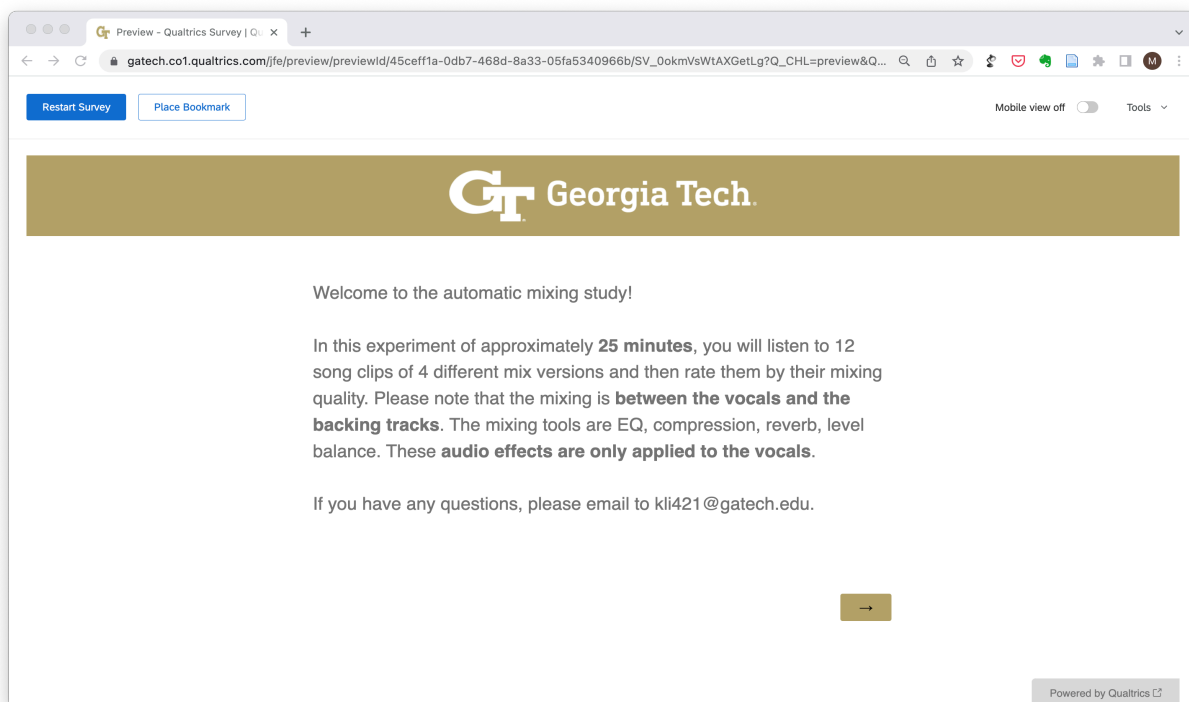 Preview - Qualtrics Survey | Qu
gatech.co1.qualtrics.com/jfe/preview/previewId/45ceff1a-0db7-468d-8a33-05fa5340966b/SV_0okmVsWtAXGetLg?Q_CHL=preview&Q...
M
Restart Survey
Place Bookmark
Mobile view off
Tools
GT Georgia Tech.
Welcome to the automatic mixing study!
In this experiment of approximately 25 minutes, you will listen to 12
song clips of 4 different mix versions and then rate them by their mixing
quality. Please note that the mixing is between the vocals and the
backing tracks. The mixing tools are EQ, compression, reverb, level
balance. These audio effects are only applied to the vocals.
If you have any questions, please email to kli421@gatech.edu.
→
Powered by Qualtrics